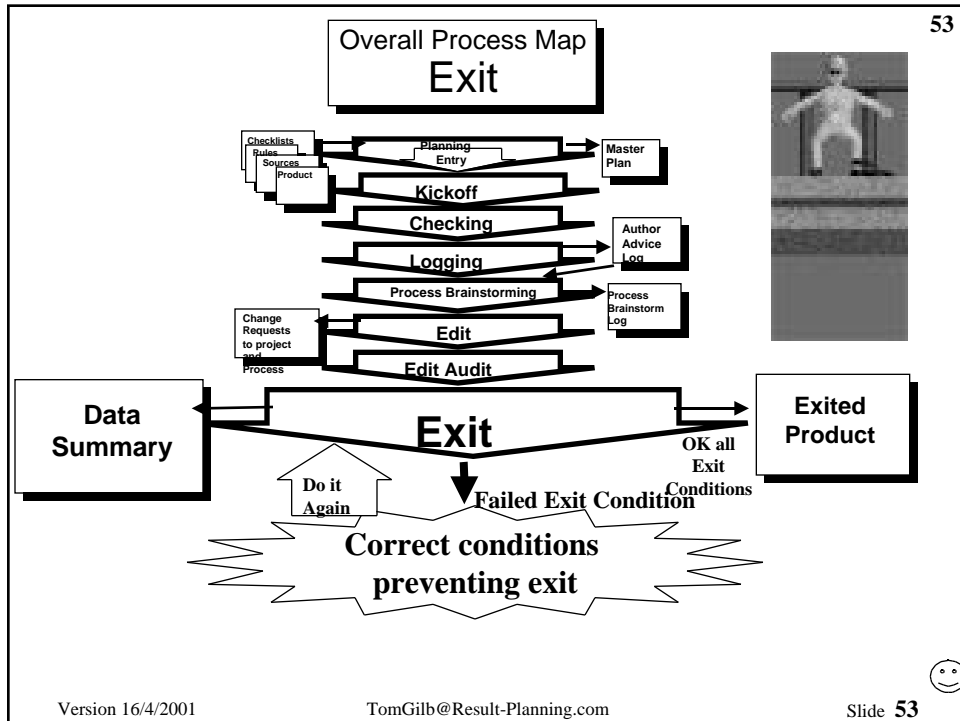 53
Overall Process Map
Exit
Checklists
Rules
Sources
Product
Planning
Entry
Master
Plan
Kickoff
Checking
Author
Advice
Log
Logging
Process Brainstorming
Process
Brainstorm
Log
Change
Requests
to project
and
Process
Edit
Edit Audit
Data
Summary
Exit
Exited
Product
OK all
Exit
Conditions
Do it
Again
Failed Exit Condition
Correct conditions
preventing exit
Version 16/4/2001
TomGilb@Result-Planning.com
Slide 53